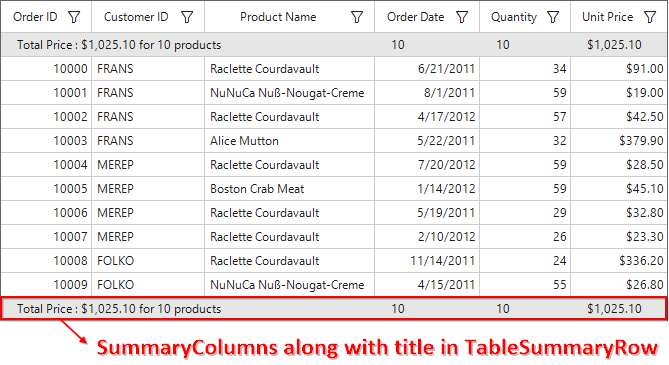 Order ID Customer ID Product Name Order Date Quantity Unit Price
Total Price : $1,025.10 for 10 products 10 10 $1,025.10
10000 FRANS Raclette Courdavault 6/21/2011 34 $91.00
10001 FRANS NuNuCa Nuß-Nougat-Creme 8/1/2011 59 $19.00
10002 FRANS Raclette Courdavault 4/17/2012 57 $42.50
10003 FRANS Alice Mutton 5/22/2011 32 $379.90
10004 MEREP Raclette Courdavault 7/20/2012 59 $28.50
10005 MEREP Boston Crab Meat 1/14/2012 59 $45.10
10006 MEREP Raclette Courdavault 5/19/2011 29 $32.80
10007 MEREP Raclette Courdavault 2/10/2012 26 $23.30
10008 FOLKO Raclette Courdavault 11/14/2011 24 $336.20
10009 FOLKO NuNuCa Nuß-Nougat-Creme 4/15/2011 55 $26.80
Total Price : $1,025.10 for 10 products 10 10 $1,025.10
SummaryColumns along with title in TableSummaryRow